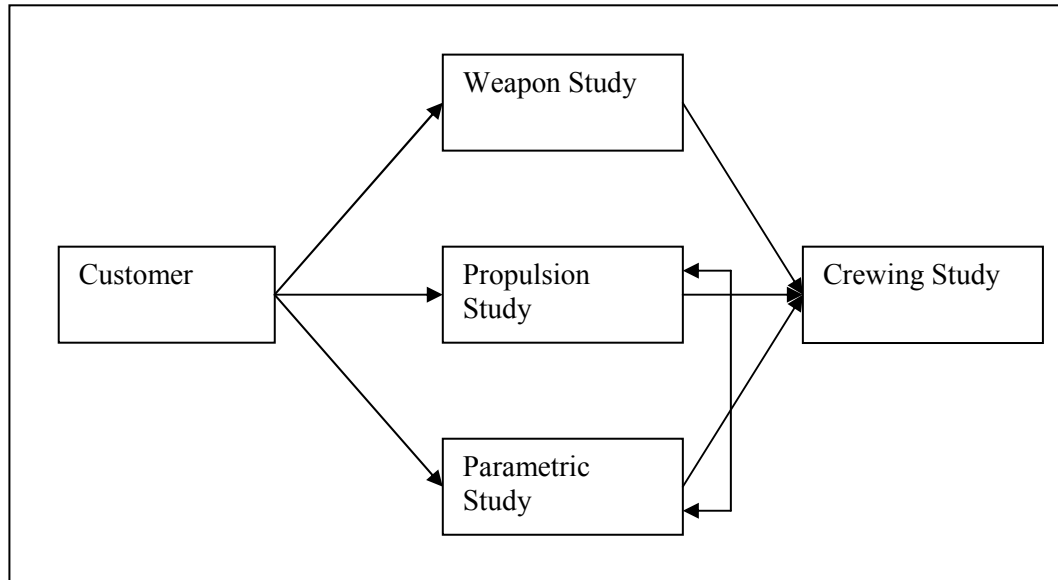 Weapon Study
Customer
Propulsion
Study
Crewing Study
Parametric
Study